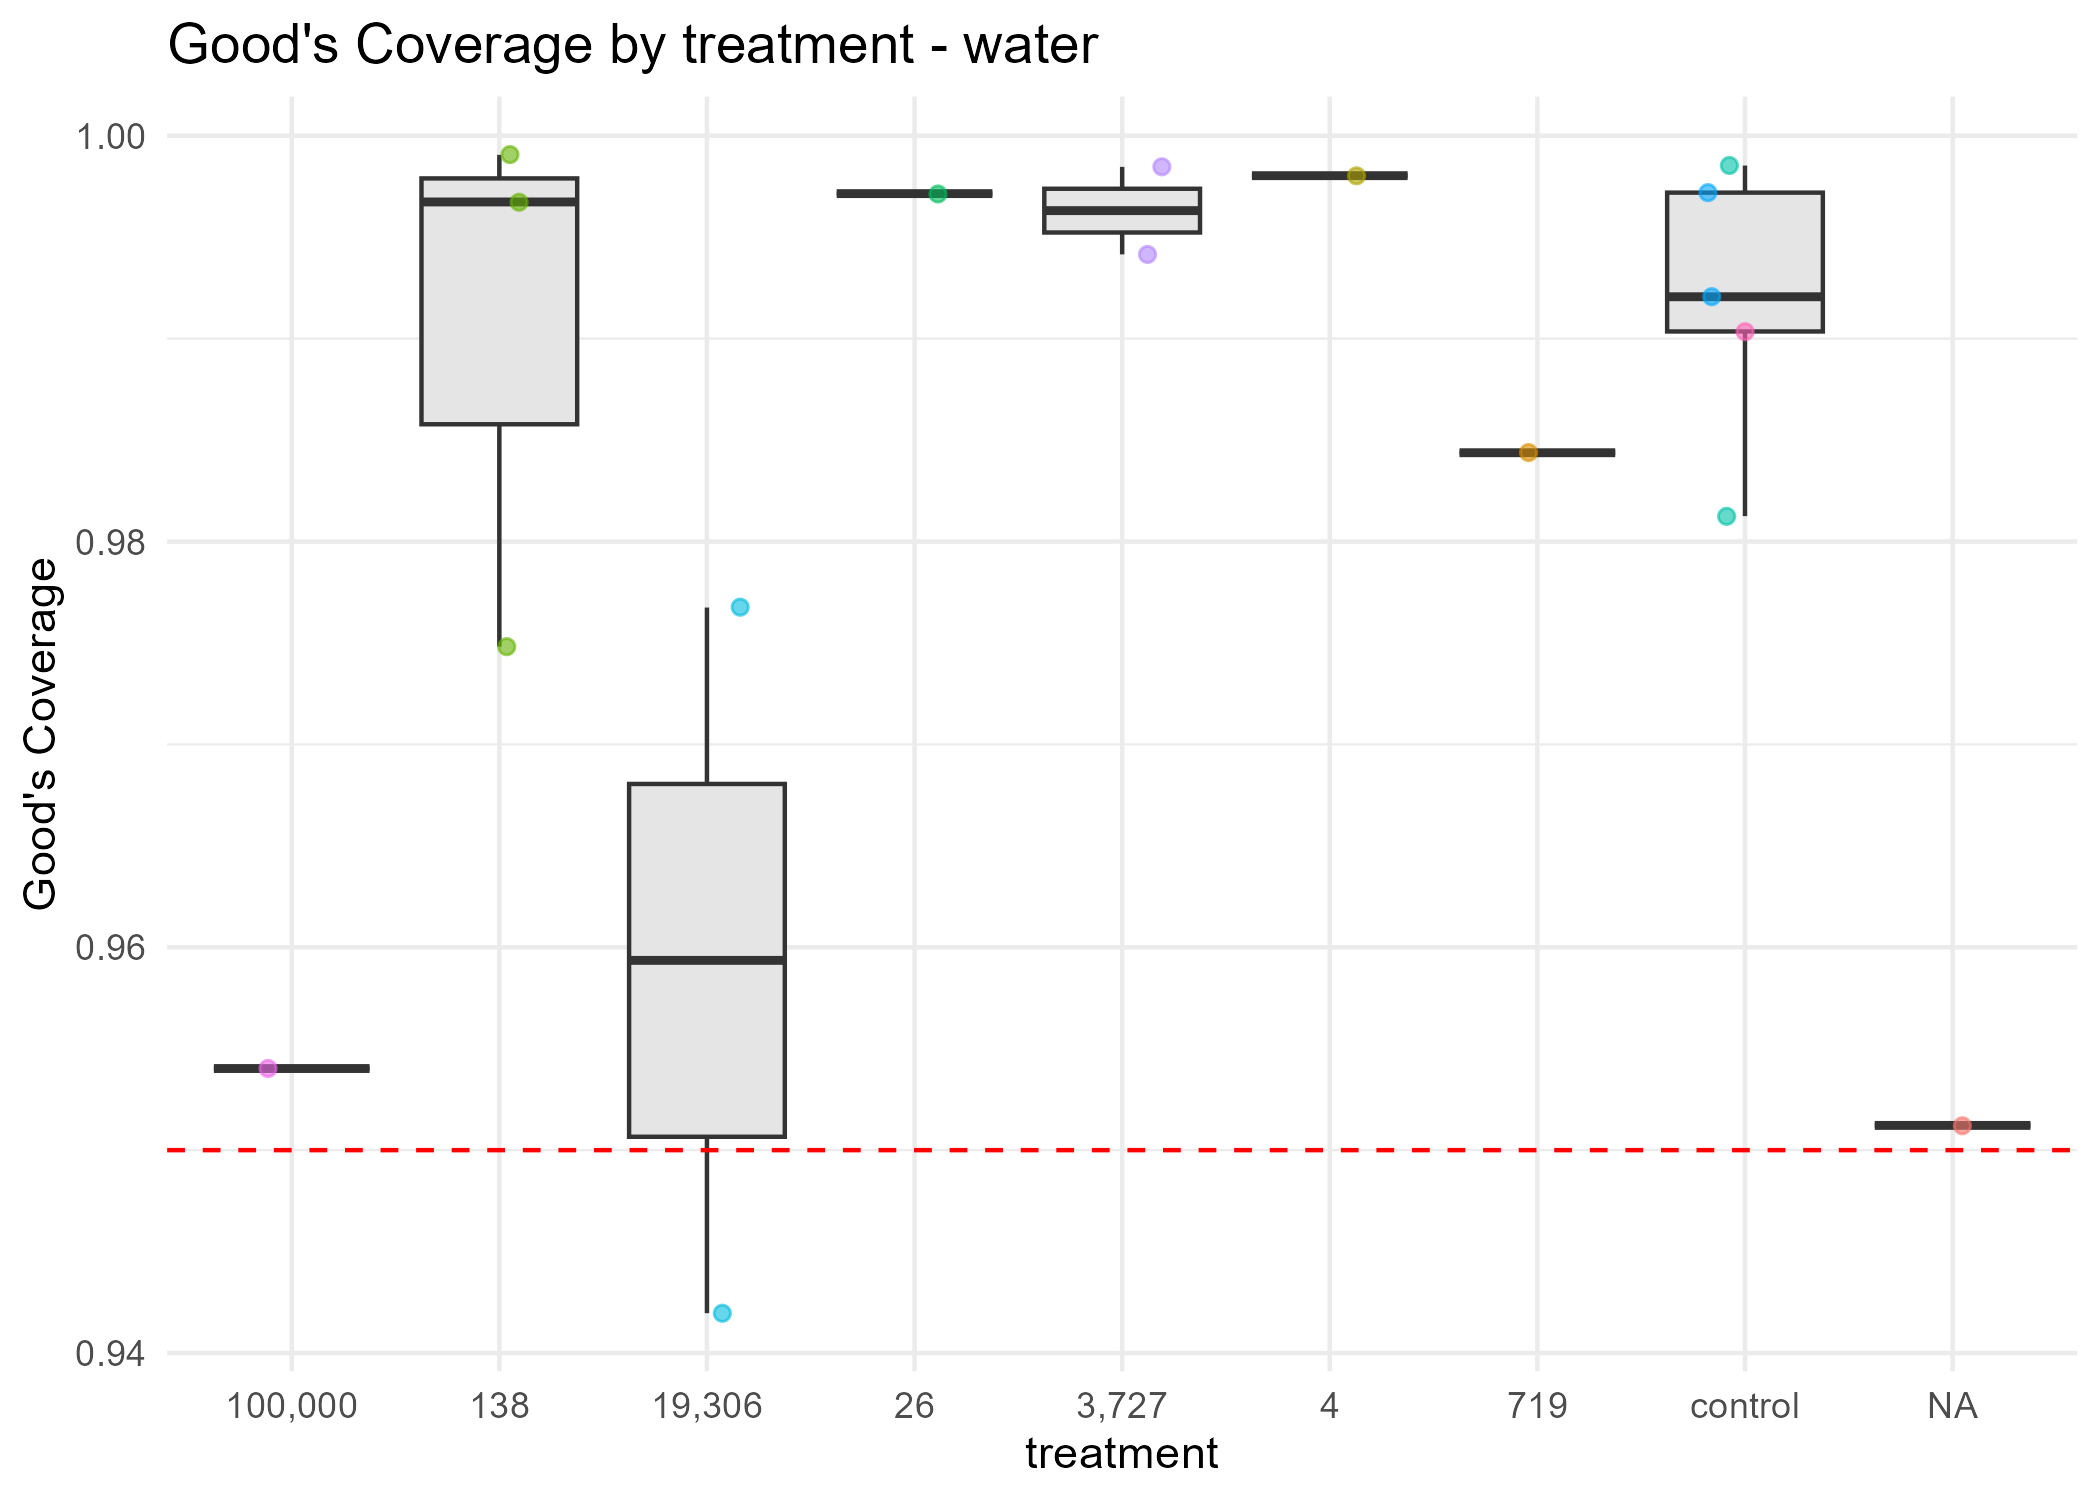 Good's Coverage by treatment - water
1.00
0.98
0.96
0.94
Good's Coverage
100,000 138 19,306 26 3,727 4 719 control NA
treatment